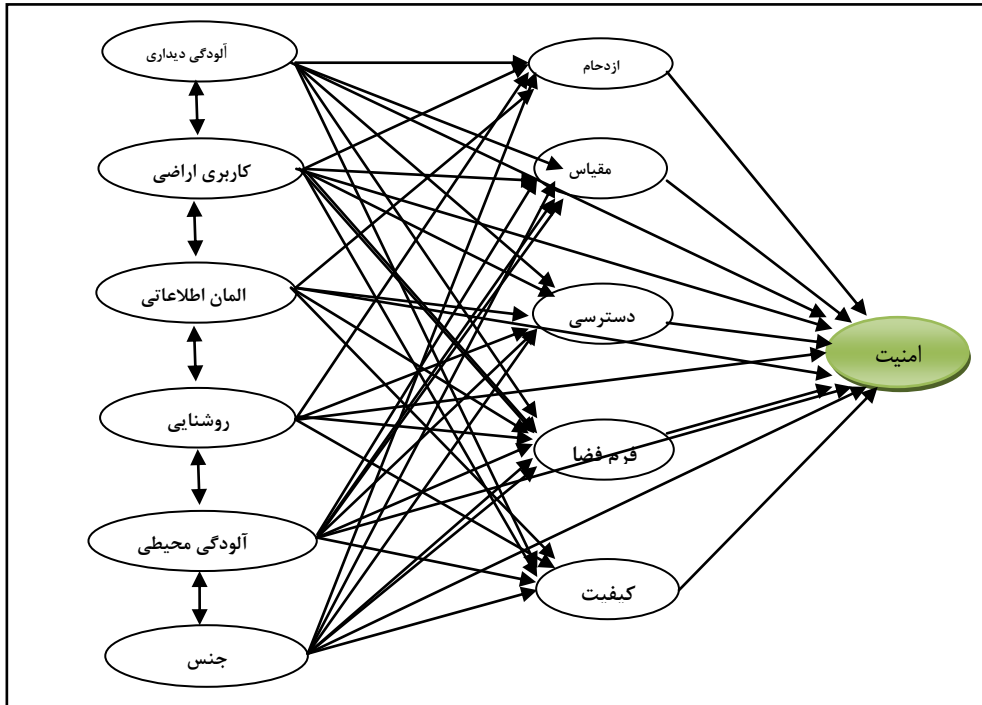 آلودگی دیداری
کاربری اراضی
المان اطلاعاتی
روشنایی
آلودگی محیطی
جنس
ازدحام
مقیاس
دسترسی
فرم فضا
کیفیت
امنیت